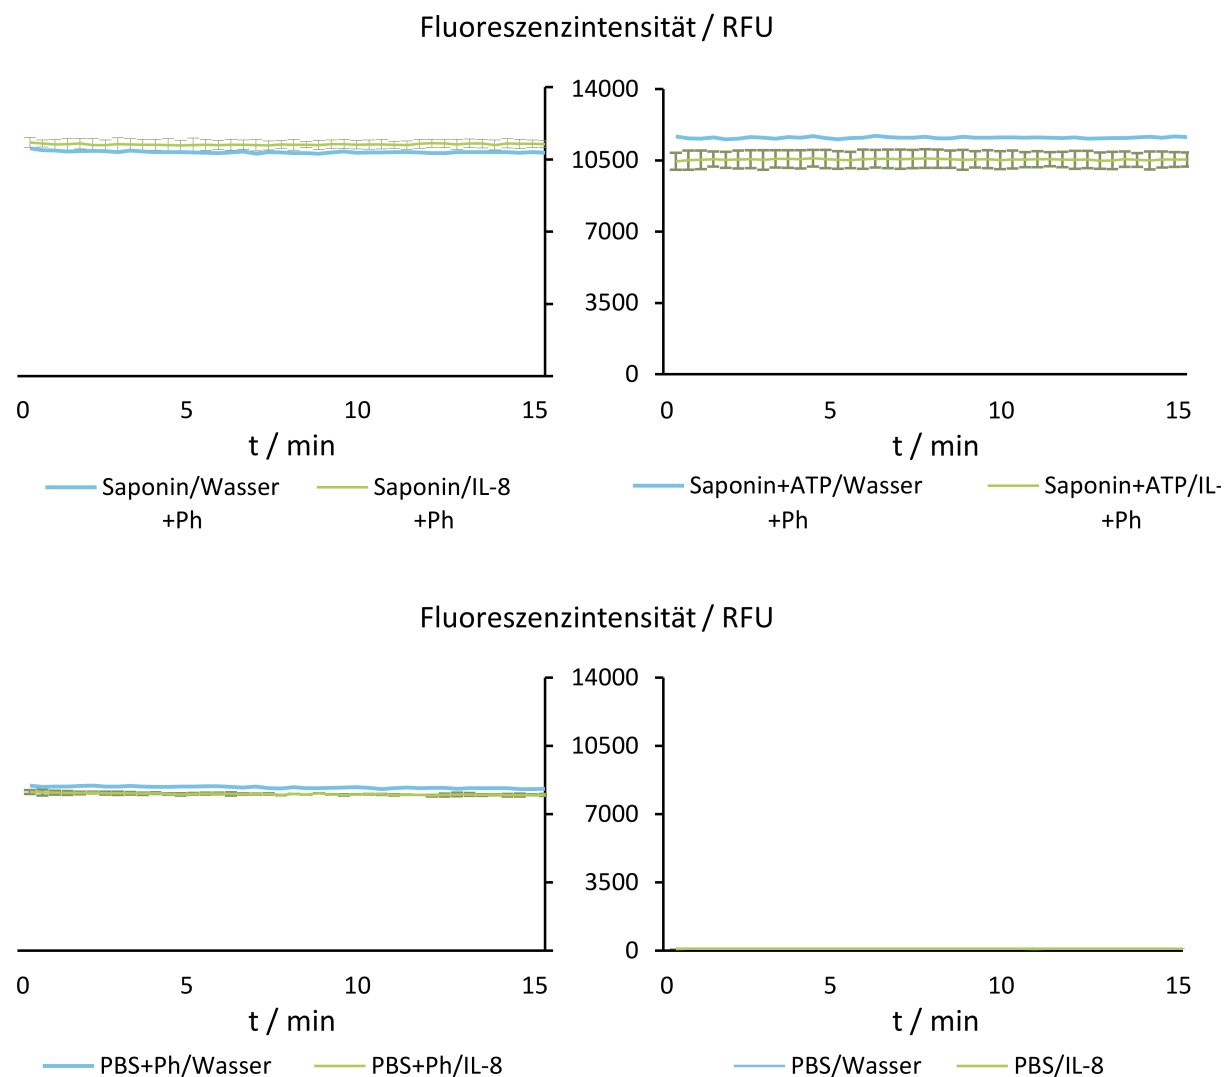 Fluoreszenzintensität / RFU
14000
10500
7000
3500
0
0 5 10 15
0 5 10 15
t / min
t / min
Saponin/Wasser +Ph
Saponin/IL-8 +Ph
Saponin+ATP/Wasser +Ph
Saponin+ATP/IL- +Ph
Fluoreszenzintensität / RFU
14000
10500
7000
3500
0
0 5 10 15
0 5 10 15
t / min
t / min
PBS+Ph/Wasser
PBS+Ph/IL-8
PBS/Wasser
PBS/IL-8